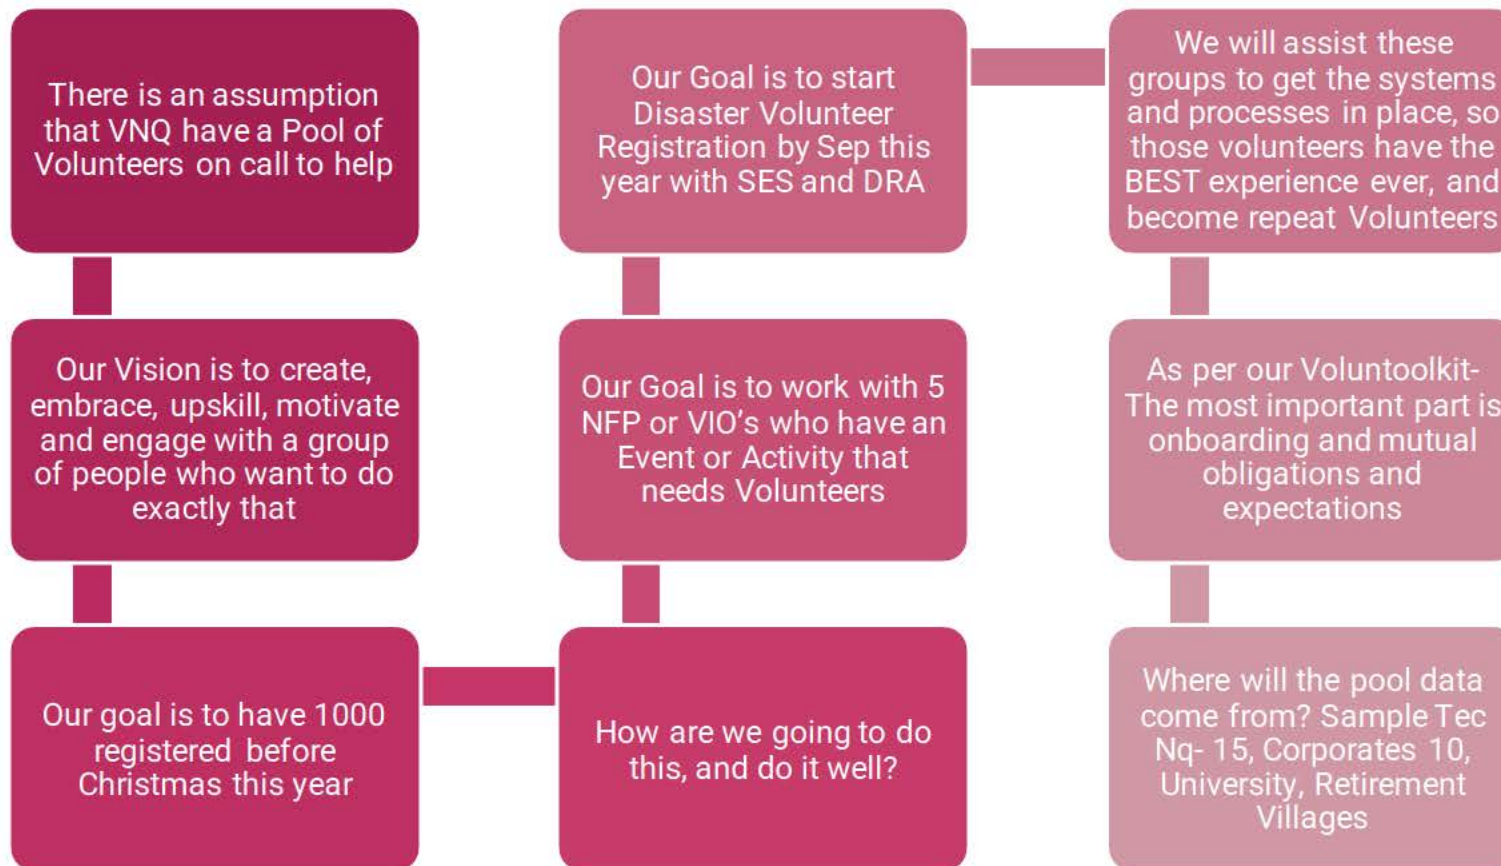 There is an assumption
that VNQ have a Pool of
Volunteers on call to help
Our Vision is to create,
embrace, upskill, motivate
and engage with a group
of people who want to do
exactly that
Our goal is to have 1000
registered before
Christmas this year
How are we going to do
this, and do it well?
Our Goal is to work with 5
NFP or VIO's who have an
Event or Activity that
needs Volunteers
Our Goal is to start
Disaster Volunteer
Registration by Sep this
year with SES and DRA
We will assist these
groups to get the systems
and processes in place, so
those volunteers have the
BEST experience ever, and
become repeat Volunteers
As per our Voluntoolkit-
The most important part is
onboarding and mutual
obligations and
expectations
Where will the pool data
come from? Sample Tec
Nq- 15, Corporates 10,
University, Retirement
Villages